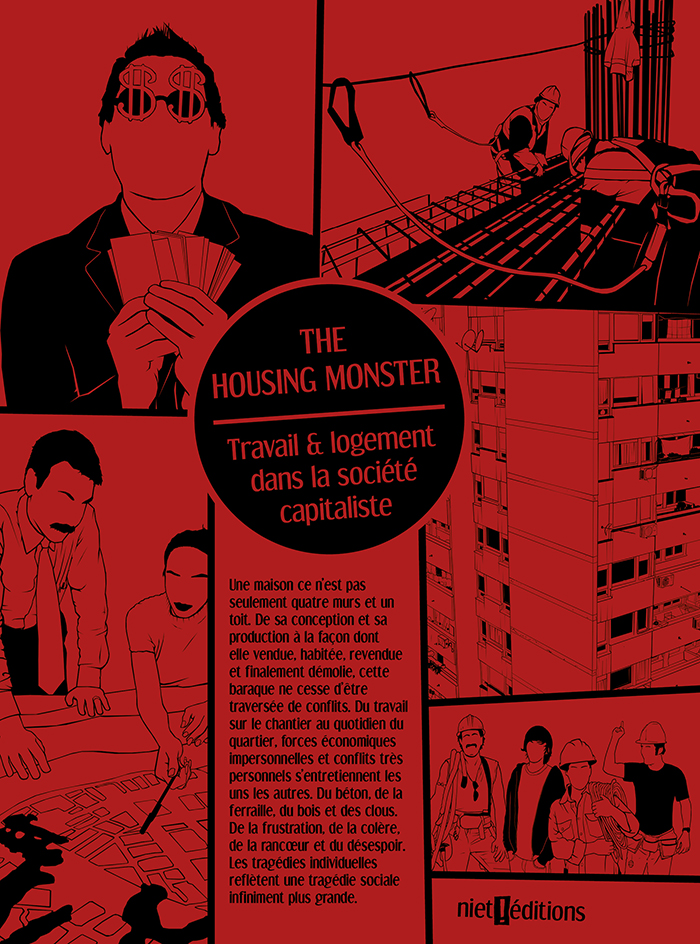 $ $
THE
HOUSING MONSTER
Travail & logement
dans la société
capitaliste
Une maison ce n'est pas
seulement quatre murs et un
toit. De sa conception et sa
production à la façon dont
elle vendue, habitée, revendue
et finalement démolie, cette
baraque ne cesse d'être
traversée de conflits. Du travail
sur le chantier au quotidien du
quartier, forces économiques
impersonnelles et conflits très
personnels s'entretiennent les
uns les autres. Du béton, de la
ferraille, du bois et des clous.
De la frustration, de la colère,
de la rancœur et du désespoir.
Les tragédies individuelles
reflètent une tragédie sociale
infiniment plus grande.
niet!éditions